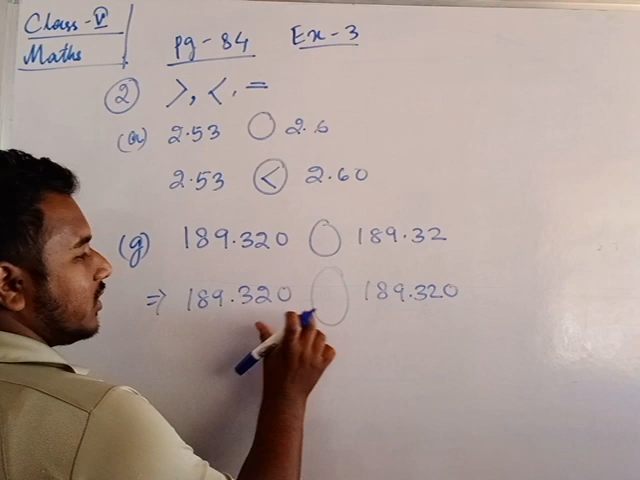 Class - V
Maths
Pg - 84 Ex - 3
2 >, <, =
(a) 2.53 ◯ 2.6
2.53 < 2.60
(g) 189.320 ◯ 189.32
⇒ 189.320 ◯ 189.320